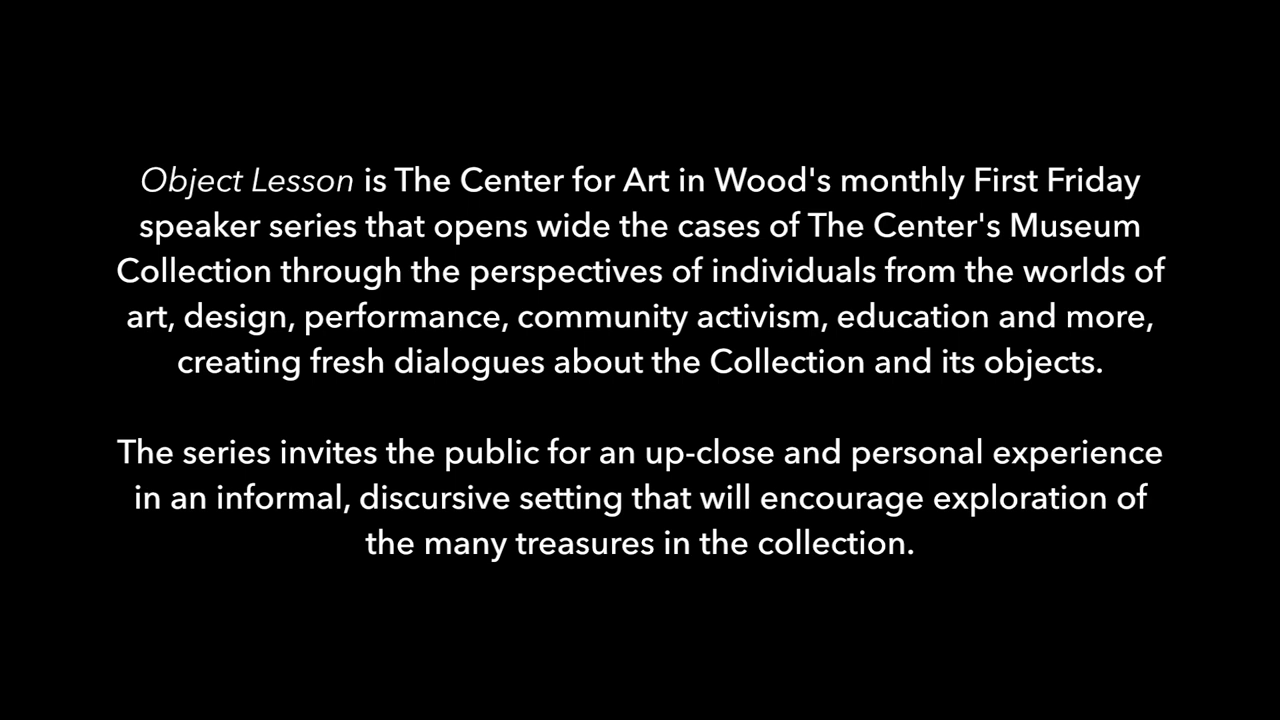 Object Lesson is The Center for Art in Wood's monthly First Friday
speaker series that opens wide the cases of The Center's Museum
Collection through the perspectives of individuals from the worlds of
art, design, performance, community activism, education and more,
creating fresh dialogues about the Collection and its objects.
The series invites the public for an up-close and personal experience
in an informal, discursive setting that will encourage exploration of
the many treasures in the collection.